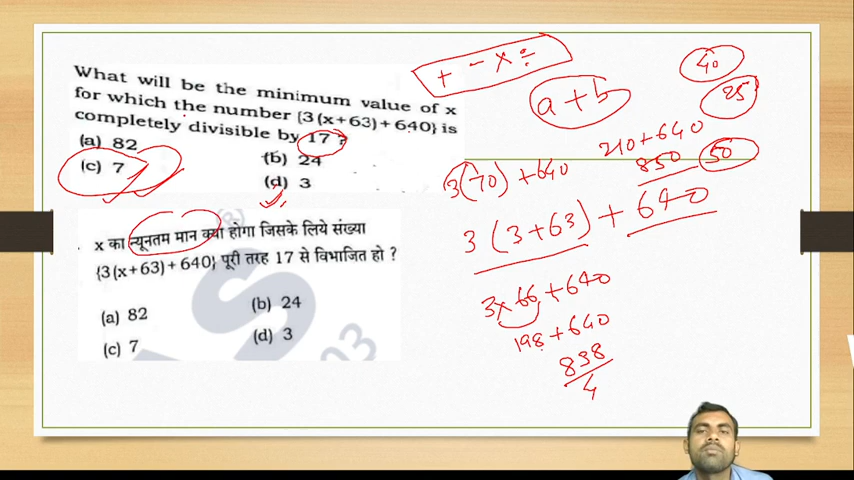 What will be the minimum value of x
for which the number {3(x+63)+640} is
completely divisible by 17 ?
(a) 82
(b) 24
(c) 7
(d) 3
x का न्यूनतम मान क्या होगा जिसके लिये संख्या
{3(x+63)+640} पूरी तरह 17 से विभाजित हो ?
(a) 82
(b) 24
(c) 7
(d) 3
+ - × ÷
a+b
40
25
50
3(70)+640
210+640
850
3(3+63)+640
3×66+640
198+640
838
4